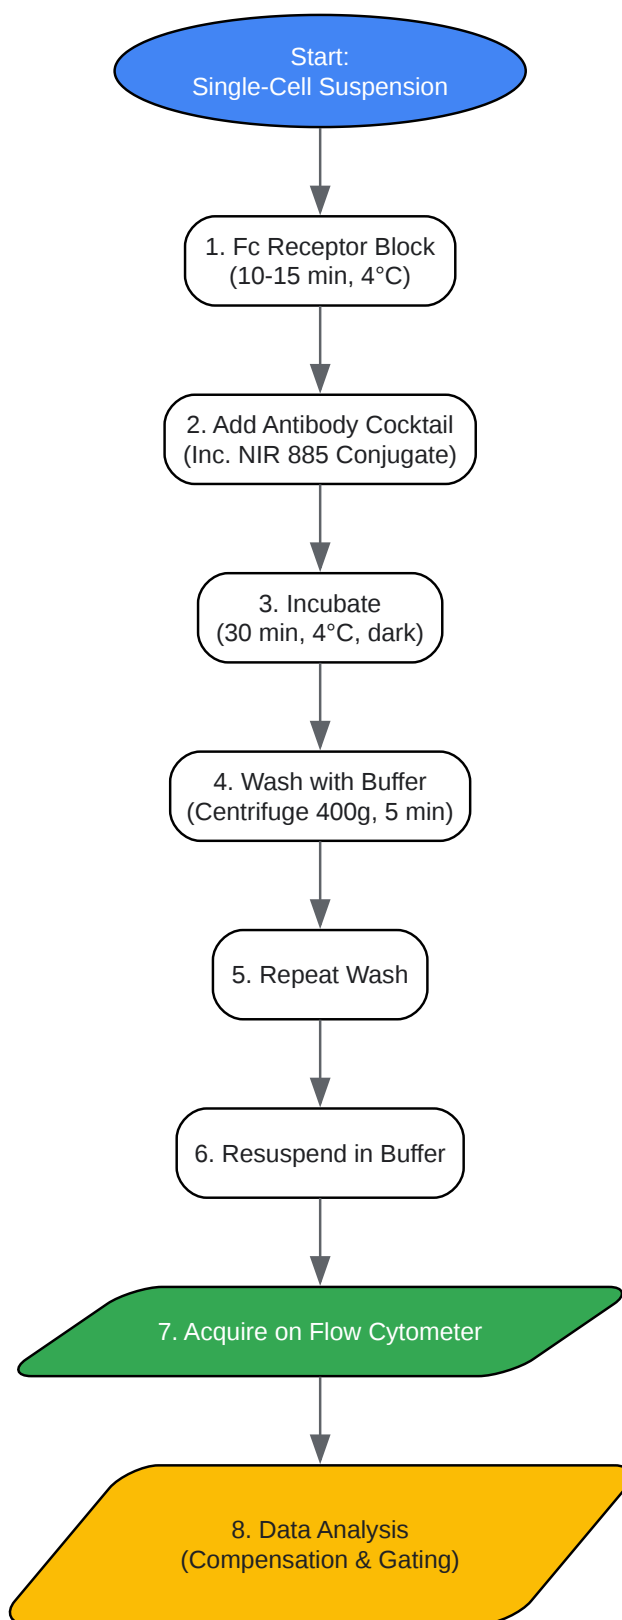 Start:
Single-Cell Suspension
1. Fc Receptor Block
(10-15 min, 4°C)
2. Add Antibody Cocktail
(Inc. NIR 885 Conjugate)
3. Incubate
(30 min, 4°C, dark)
4. Wash with Buffer
(Centrifuge 400g, 5 min)
5. Repeat Wash
6. Resuspend in Buffer
7. Acquire on Flow Cytometer
8. Data Analysis
(Compensation & Gating)